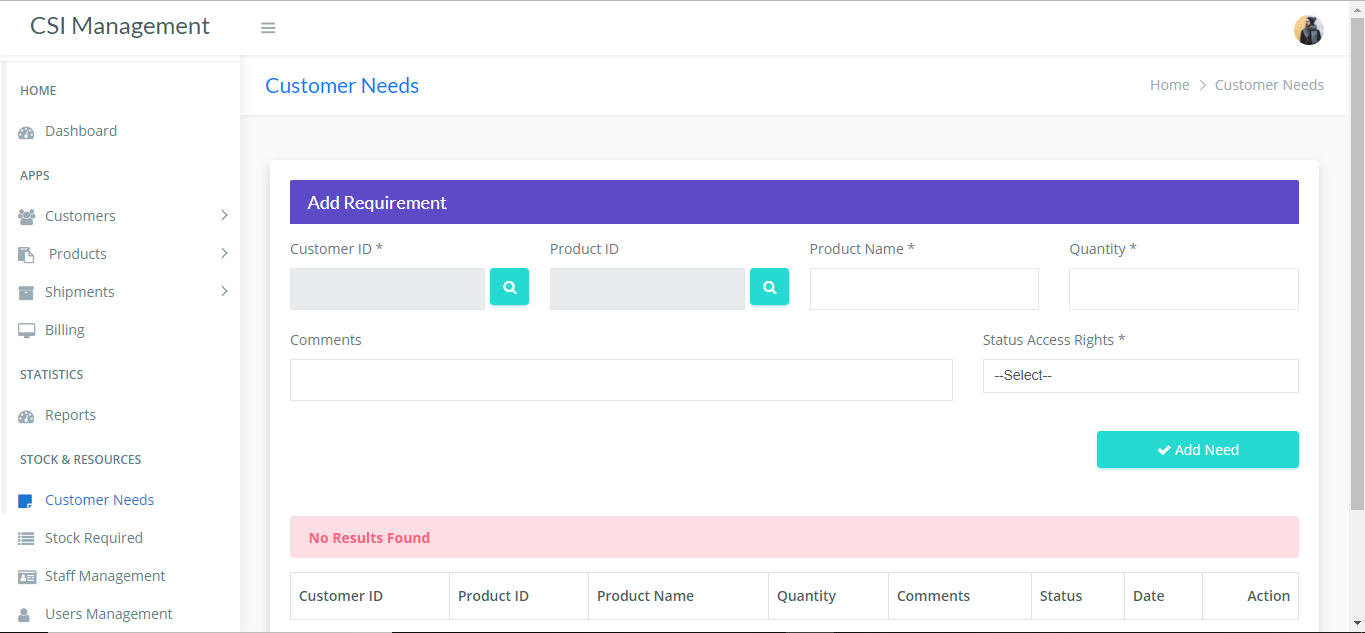 CSI Management
Customer Needs
Home > Customer Needs
HOME
Dashboard
APPS
Customers
Products
Shipments
Billing
STATISTICS
Reports
STOCK & RESOURCES
Customer Needs
Stock Required
Staff Management
Users Management
Add Requirement
Customer ID * Product ID Product Name * Quantity *
Comments Status Access Rights *
--Select--
Add Need
No Results Found
Customer ID Product ID Product Name Quantity Comments Status Date Action